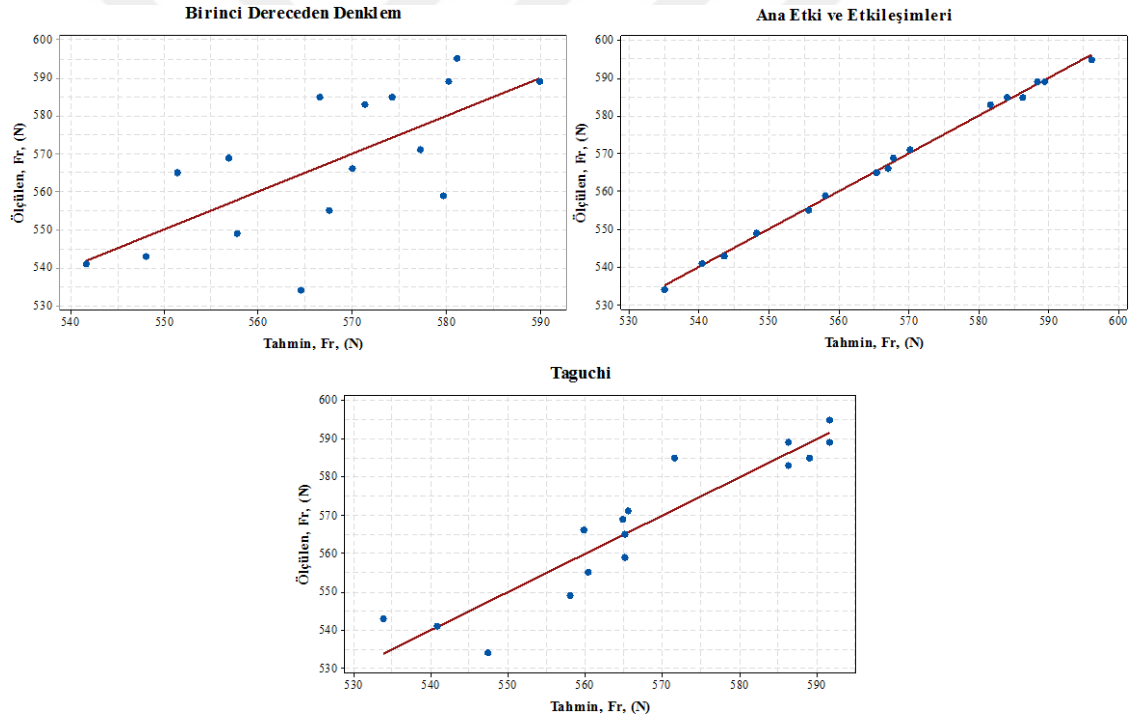 Birinci Dereceden Denklem
600
590
580
570
560
550
540
530
Ölçülen, Fr, (N)
540 550 560 570 580 590
Tahmin, Fr, (N)
Ana Etki ve Etkileşimleri
600
590
580
570
560
550
540
530
Ölçülen, Fr, (N)
530 540 550 560 570 580 590 600
Tahmin, Fr, (N)
Taguchi
600
590
580
570
560
550
540
530
Ölçülen, Fr, (N)
530 540 550 560 570 580 590
Tahmin, Fr, (N)